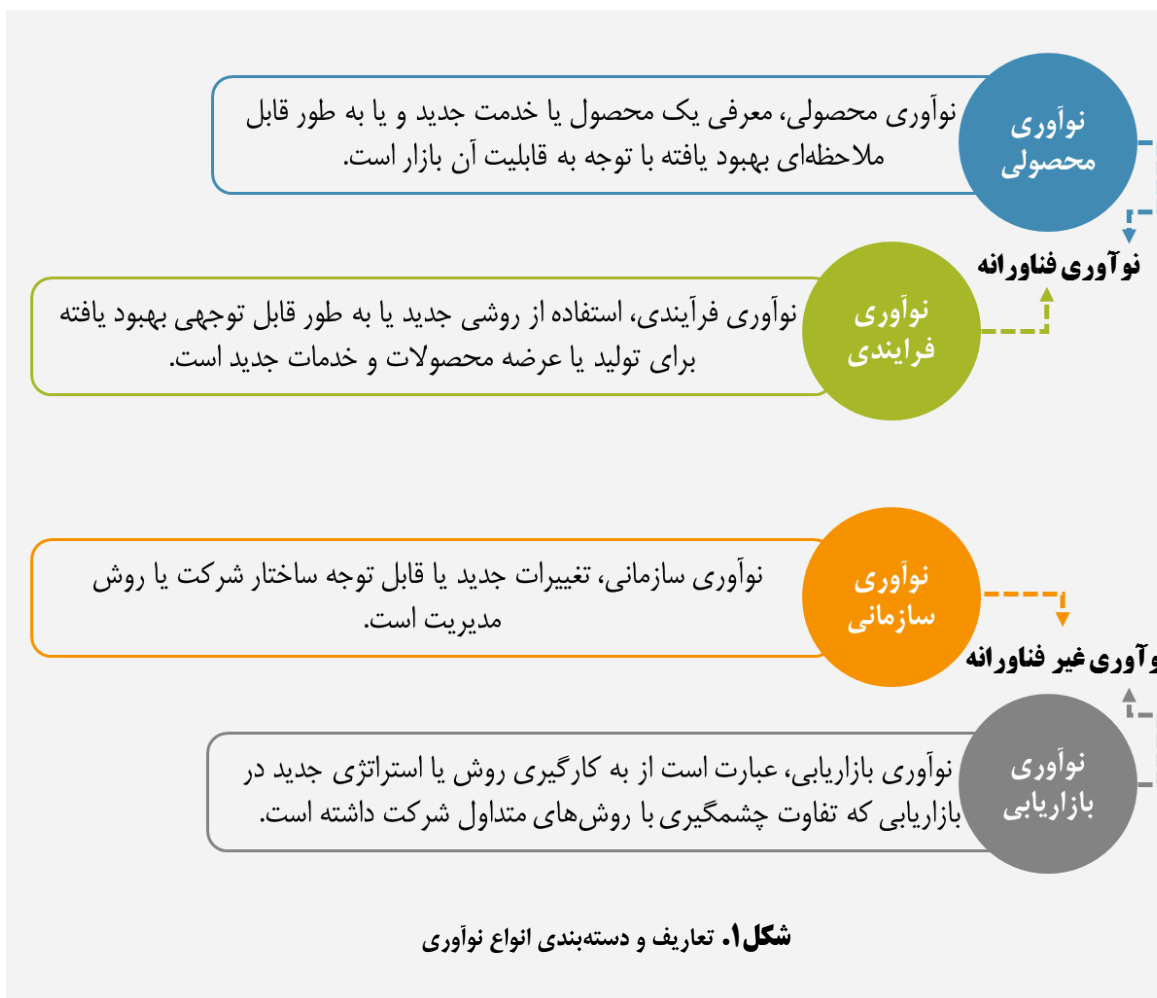 نوآوری
محصولی
نوآوری محصولی، معرفی یک محصول یا خدمت جدید و یا به طور قابل
ملاحظه‌ای بهبود یافته با توجه به قابلیت آن بازار است.
نوآوری فناورانه
نوآوری
فرایندی
نوآوری فرآیندی، استفاده از روشی جدید یا به طور قابل توجهی بهبود یافته
برای تولید یا عرضه محصولات و خدمات جدید است.
نوآوری
سازمانی
نوآوری سازمانی، تغییرات جدید یا قابل توجه ساختار شرکت یا روش
مدیریت است.
وآوری غیر فناورانه
نوآوری
بازاریابی
نوآوری بازاریابی، عبارت است از به کارگیری روش یا استراتژی جدید در
بازاریابی که تفاوت چشمگیری با روش‌های متداول شرکت داشته است.
شکل۱. تعاریف و دسته‌بندی انواع نوآوری